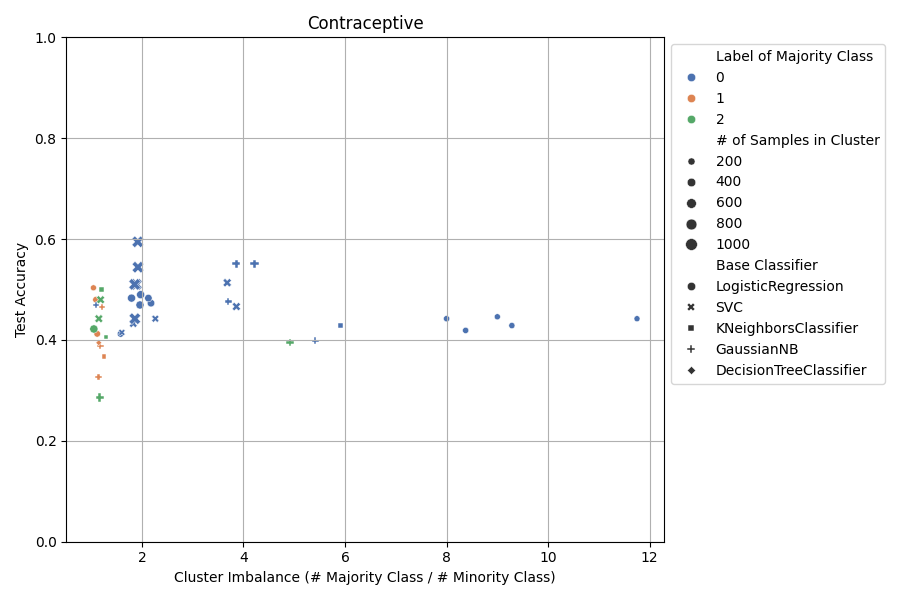 Contraceptive
1.0
0.8
0.6
0.4
0.2
0.0
Test Accuracy
2
4
6
8
10
12
Cluster Imbalance (# Majority Class / # Minority Class)
Label of Majority Class
0
1
2
# of Samples in Cluster
200
400
600
800
1000
Base Classifier
LogisticRegression
SVC
KNeighborsClassifier
GaussianNB
DecisionTreeClassifier